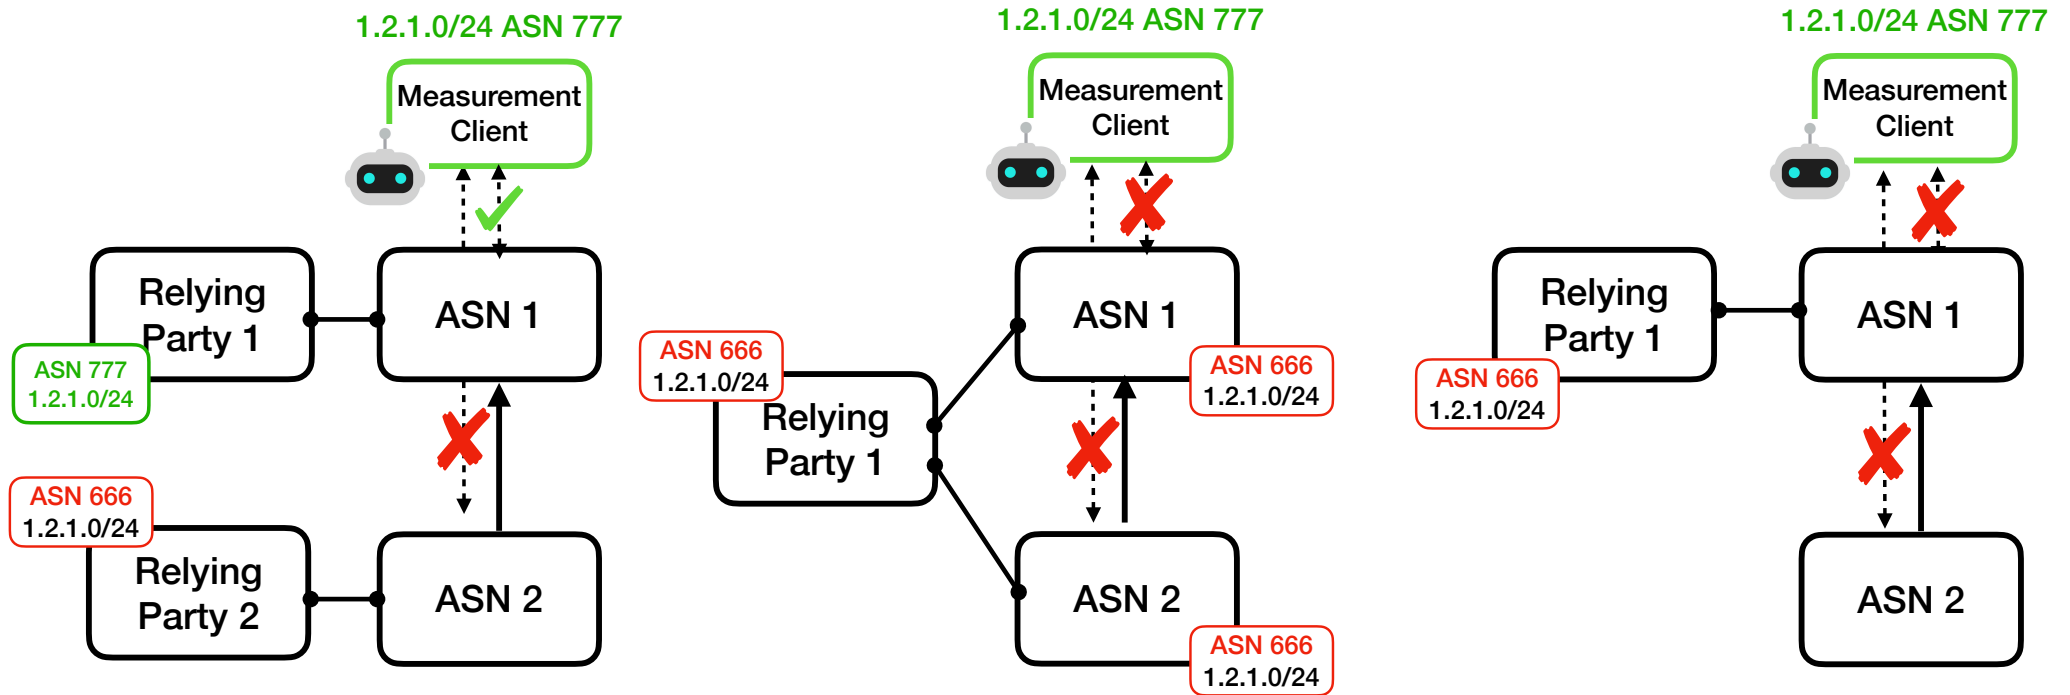 1.2.1.0/24 ASN 777
Measurement
Client
Relying
Party 1
ASN 777
1.2.1.0/24
ASN 1
ASN 666
1.2.1.0/24
Relying
Party 2
ASN 2
1.2.1.0/24 ASN 777
Measurement
Client
ASN 666
1.2.1.0/24
Relying
Party 1
ASN 1
ASN 666
1.2.1.0/24
ASN 2
ASN 666
1.2.1.0/24
1.2.1.0/24 ASN 777
Measurement
Client
Relying
Party 1
ASN 666
1.2.1.0/24
ASN 1
ASN 2